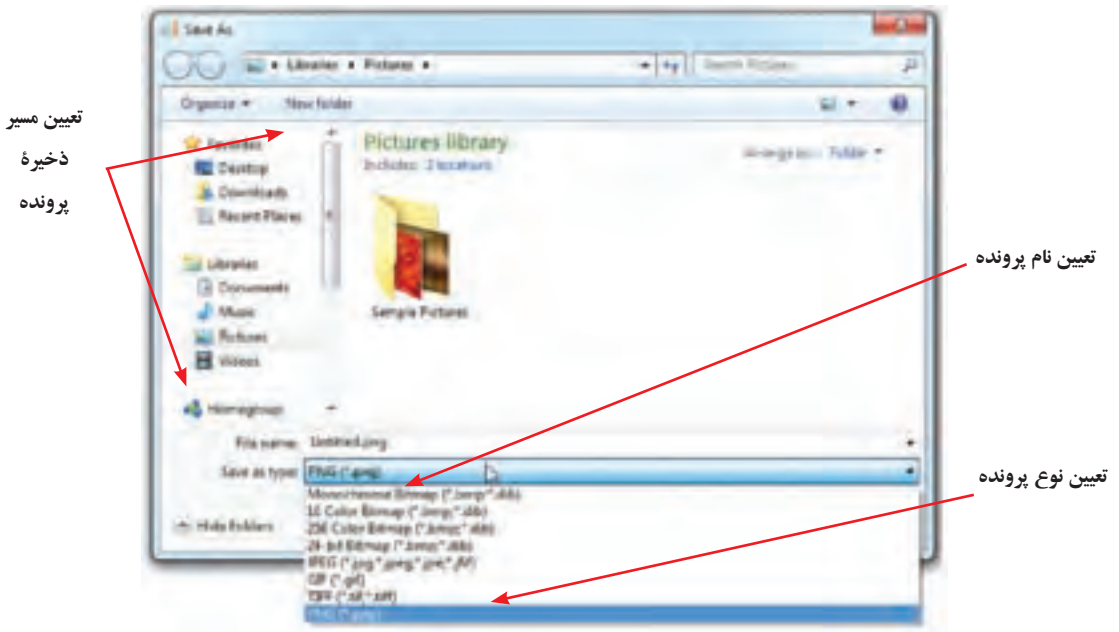 Save As
Libraries Pictures
Search Pictures
Organize New folder
تعیین مسیر
ذخیرۀ
پرونده
Favorites
Desktop
Downloads
Recent Places
Libraries
Documents
Music
Pictures
Videos
Homegroup
Pictures library
Includes: 2 locations
Arrange by: Folder
Sample Pictures
تعیین نام پرونده
File name: Untitled.png
Save as type: PNG (*.png)
تعیین نوع پرونده
Monochrome Bitmap (*.bmp;*.dib)
16 Color Bitmap (*.bmp;*.dib)
256 Color Bitmap (*.bmp;*.dib)
24-bit Bitmap (*.bmp;*.dib)
JPEG (*.jpg;*.jpeg;*.jpe;*.jfif)
GIF (*.gif)
TIFF (*.tif;*.tiff)
PNG (*.png)
Hide Folders